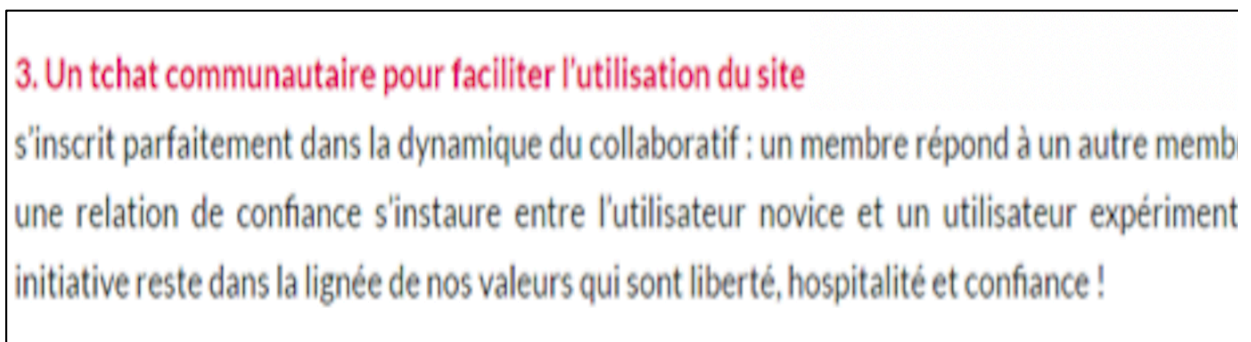 3. Un tchat communautaire pour faciliter l'utilisation du site
s'inscrit parfaitement dans la dynamique du collaboratif : un membre répond à un autre
une relation de confiance s'instaure entre l'utilisateur novice et un utilisateur
initiative reste dans la lignée de nos valeurs qui sont liberté, hospitalité et confiance !